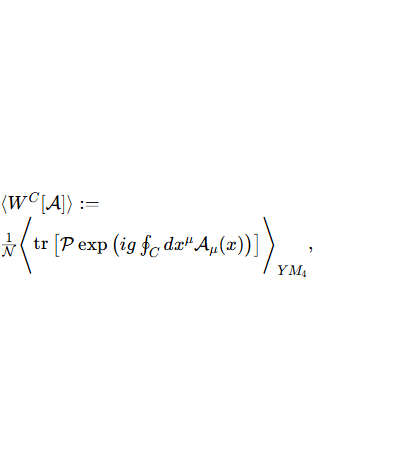 ⟨W^C[𝒜]⟩ :=
1/𝒩 ⟨tr [𝒫 exp (ig ∮_C dx^μ 𝒜_μ(x))]⟩_{YM_4},